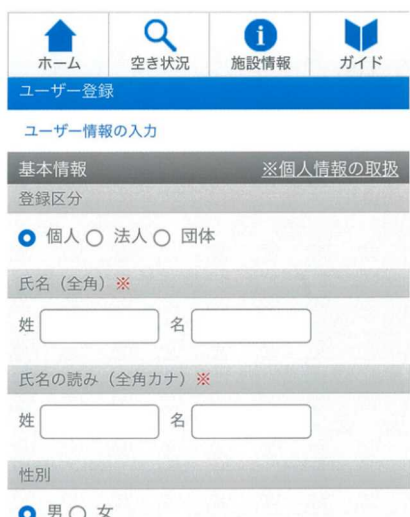 ホーム 空き状況 施設情報 ガイド
ユーザー登録
ユーザー情報の入力
基本情報 ※個人情報の取扱
登録区分
個人 法人 団体
氏名（全角）※
姓 名
氏名の読み（全角カナ）※
姓 名
性別
男 女